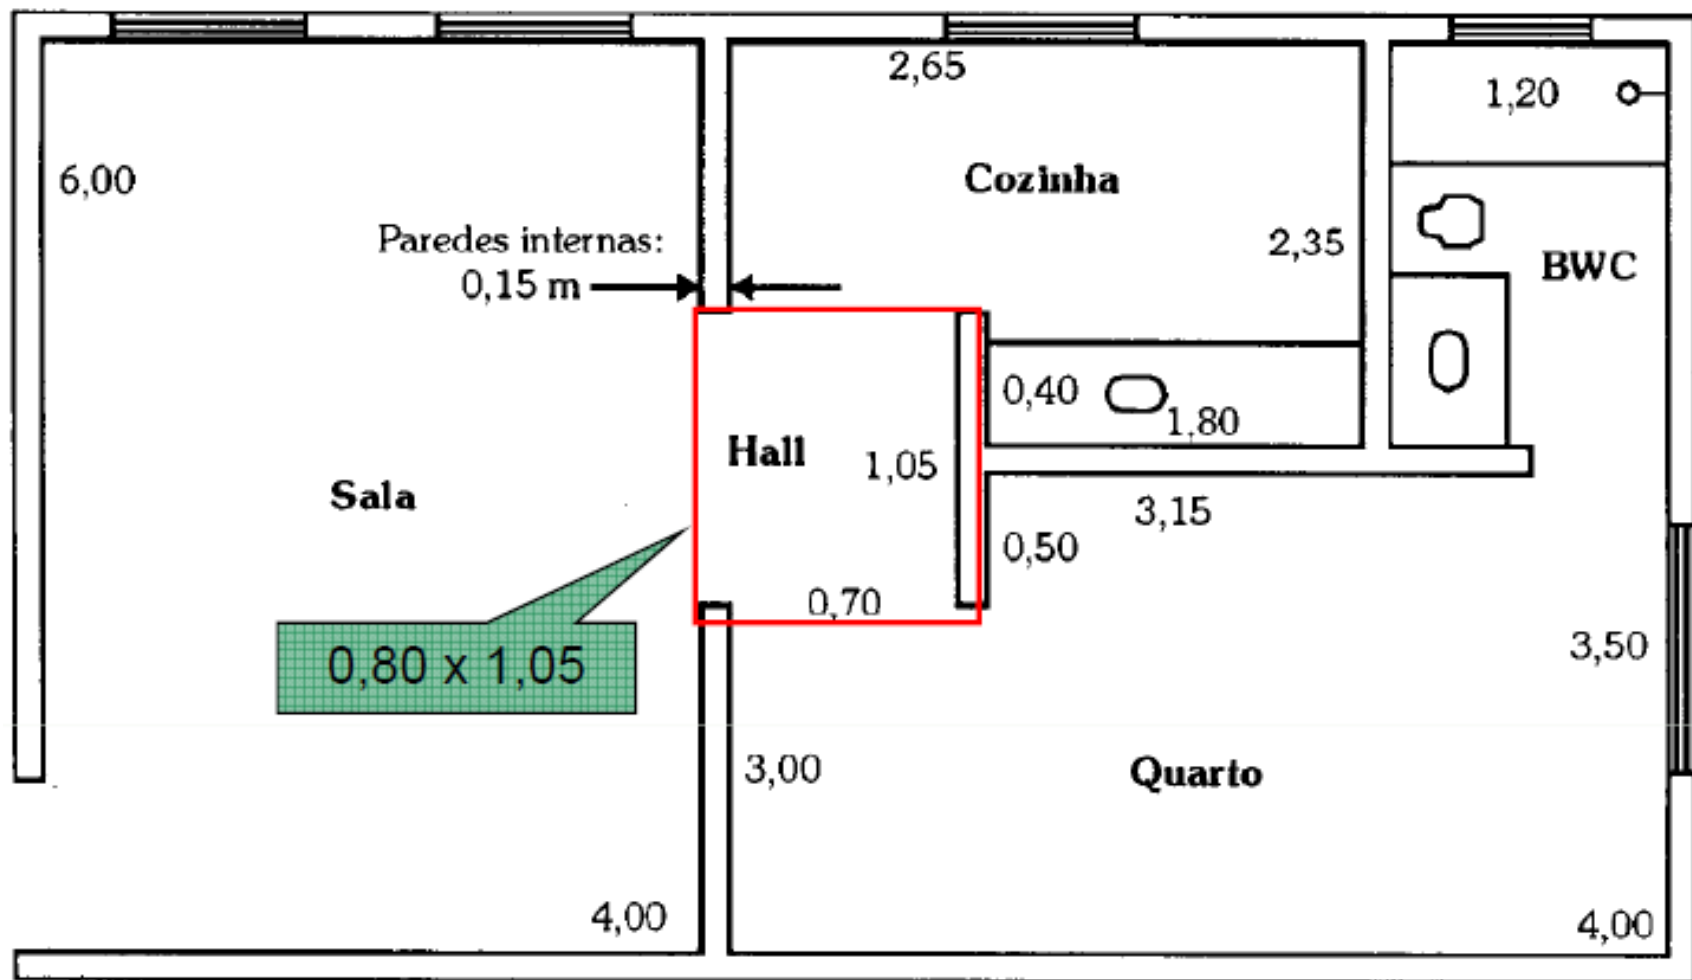 2,65
1,20
6,00
Cozinha
Paredes internas:
0,15 m
2,35
BWC
0,40
1,80
Hall
1,05
Sala
3,15
0,50
0,70
0,80 x 1,05
3,50
3,00
Quarto
4,00
4,00